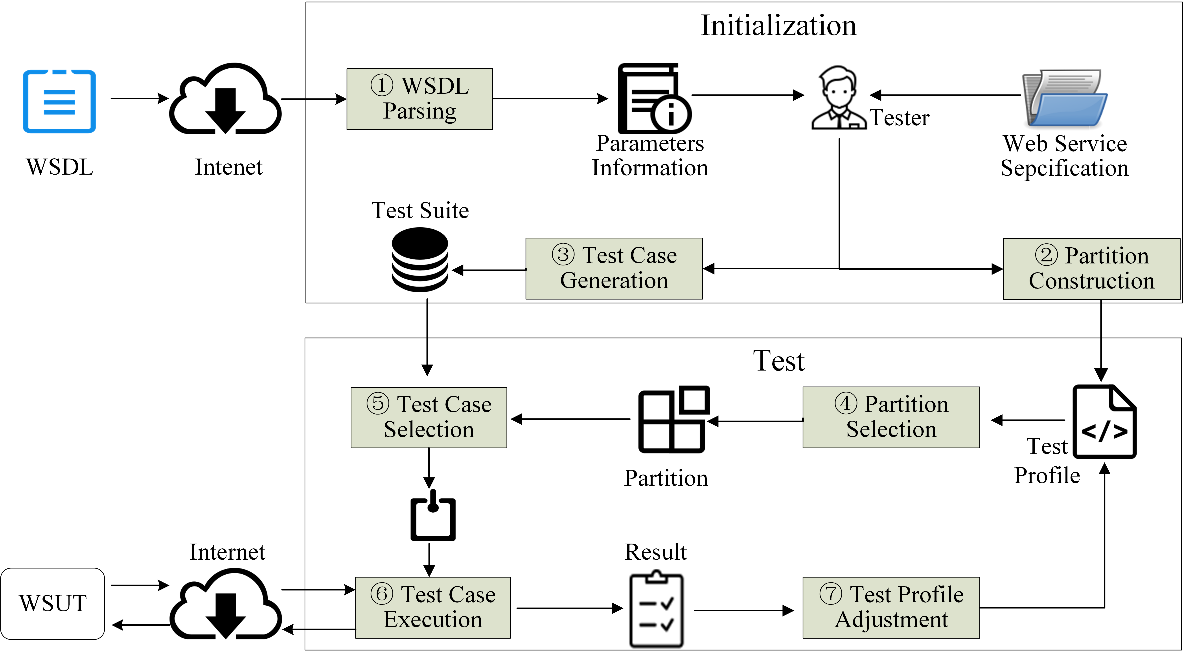 Initialization
WSDL
Intenet
① WSDL
Parsing
Parameters
Information
Tester
Web Service
Sepcification
Test Suite
③ Test Case
Generation
② Partition
Construction
Test
⑤ Test Case
Selection
Partition
④ Partition
Selection
</>
Test
Profile
WSUT
Internet
⑥ Test Case
Execution
Result
⑦ Test Profile
Adjustment